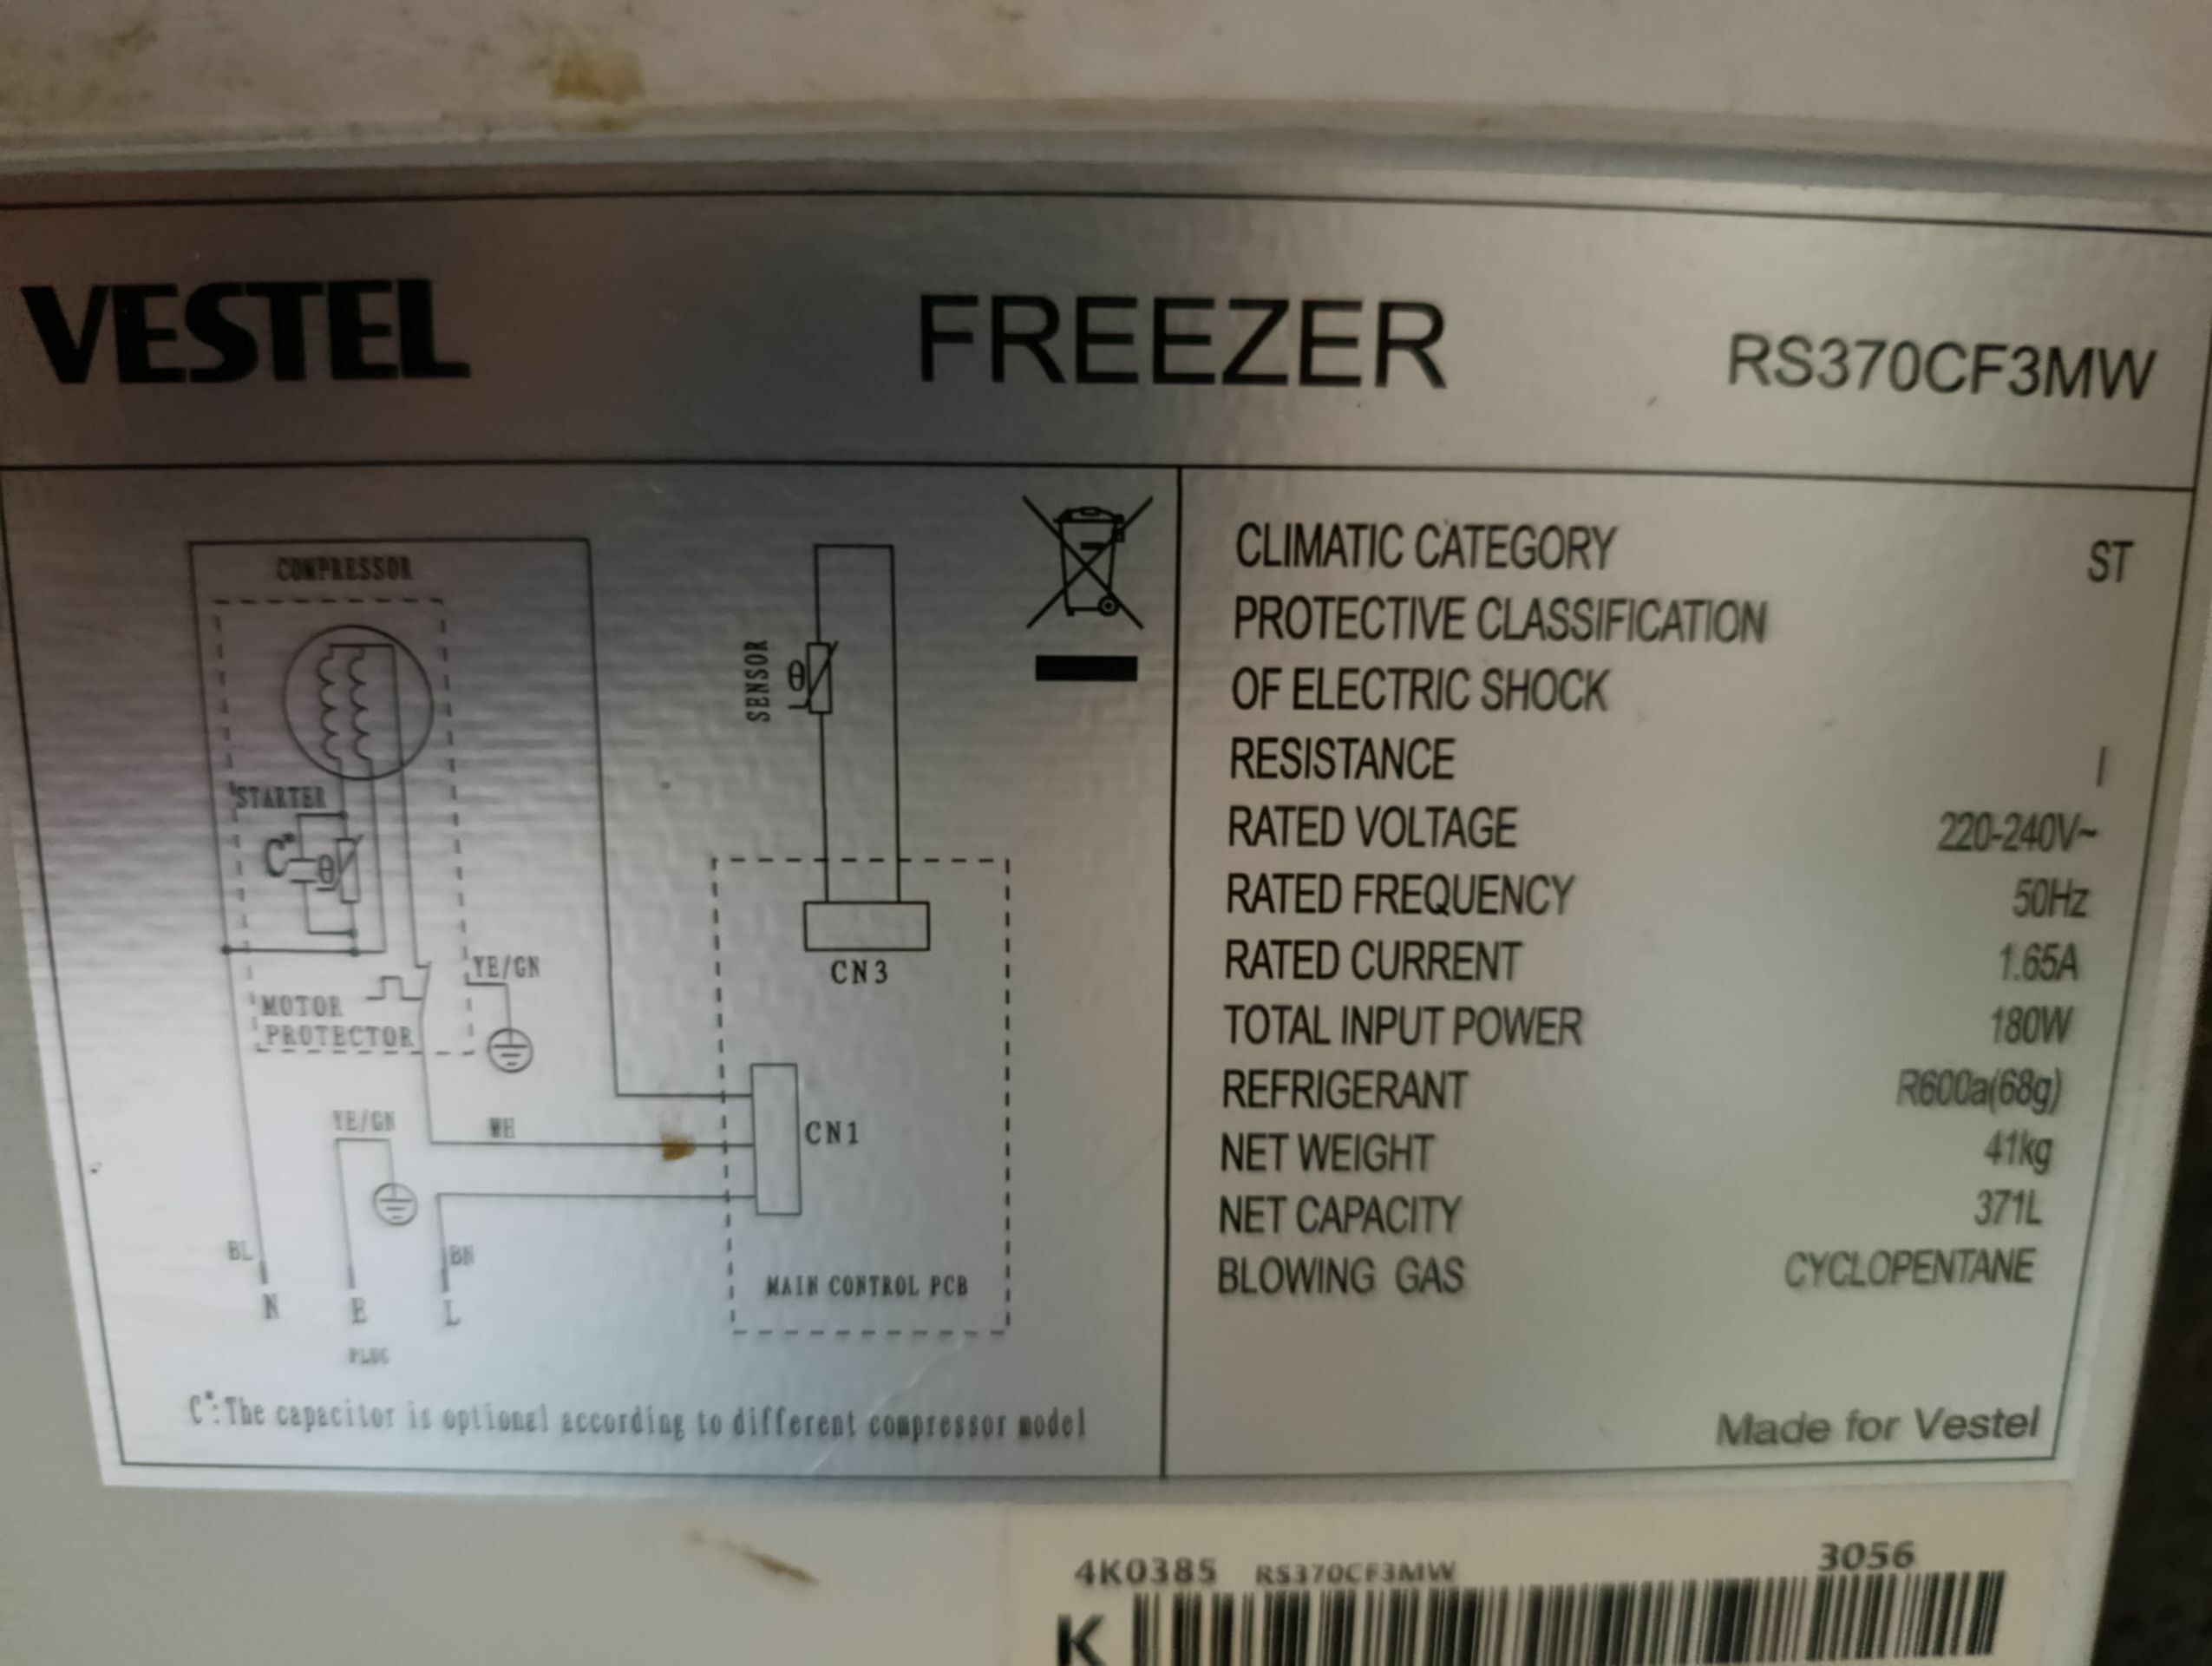 VESTEL FREEZER RS370CF3MW
COMPRESSOR
STARTER
C* θ
MOTOR
PROTECTOR
YE/GN
SENSOR
θ
CN3
YE/GN
WH
CN1
BL
BN
N E L
PLUG
MAIN CONTROL PCB
C*:The capacitor is optional according to different compressor model
CLIMATIC CATEGORY ST
PROTECTIVE CLASSIFICATION
OF ELECTRIC SHOCK
RESISTANCE I
RATED VOLTAGE 220-240V~
RATED FREQUENCY 50Hz
RATED CURRENT 1.65A
TOTAL INPUT POWER 180W
REFRIGERANT R600a(68g)
NET WEIGHT 41kg
NET CAPACITY 371L
BLOWING GAS CYCLOPENTANE
Made for Vestel
4K0385 RS370CF3MW 3056
K